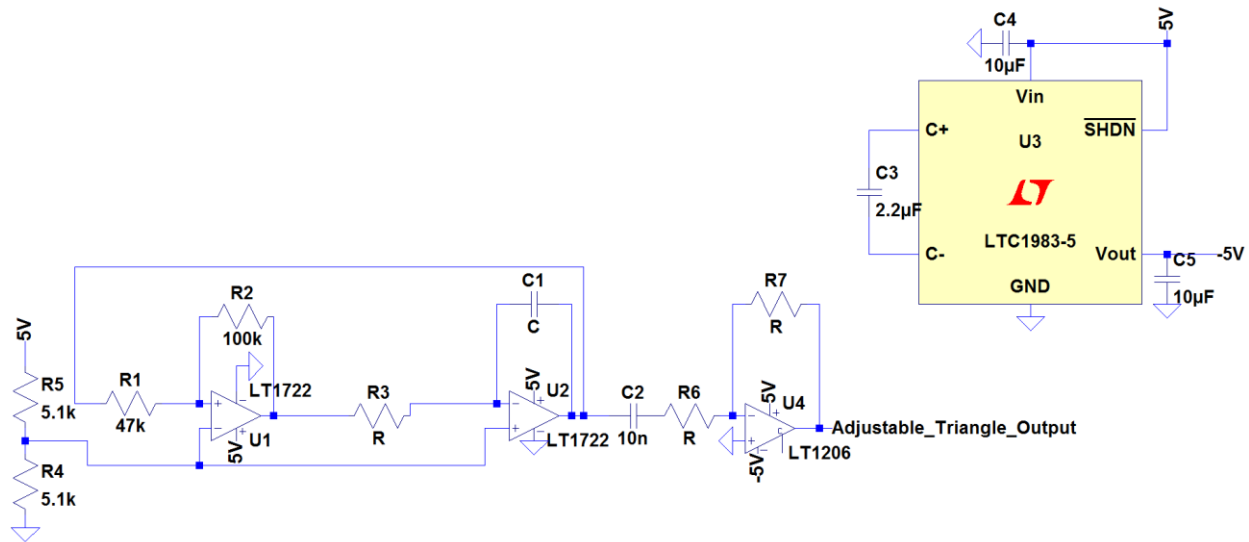 C4
10µF
5V
Vin
C+
SHDN
U3
C3
2.2µF
LTC1983-5
C-
Vout
-5V
C5
10µF
GND
5V
R5
5.1k
R4
5.1k
R1
47k
R2
100k
+
-
-
+
LT1722
U1
5V
R3
R
C1
C
-
+
5V
+
-
U2
LT1722
C2
10n
R6
R
R7
R
-
+
5V
+
-
U4
-5V
LT1206
Adjustable_Triangle_Output